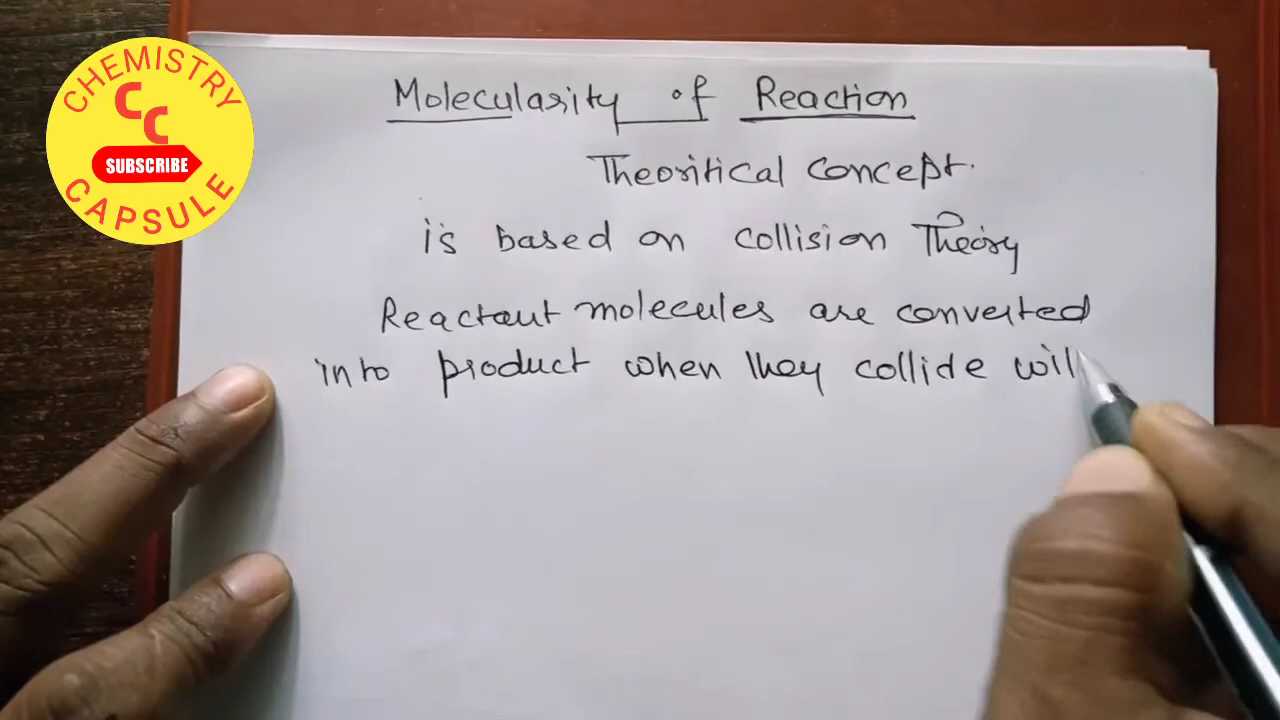 CHEMISTRY
CC
SUBSCRIBE
CAPSULE
Molecularity of Reaction
Theoritical concept.
is based on collision Theory
Reactant molecules are converted
into product when they collide wil